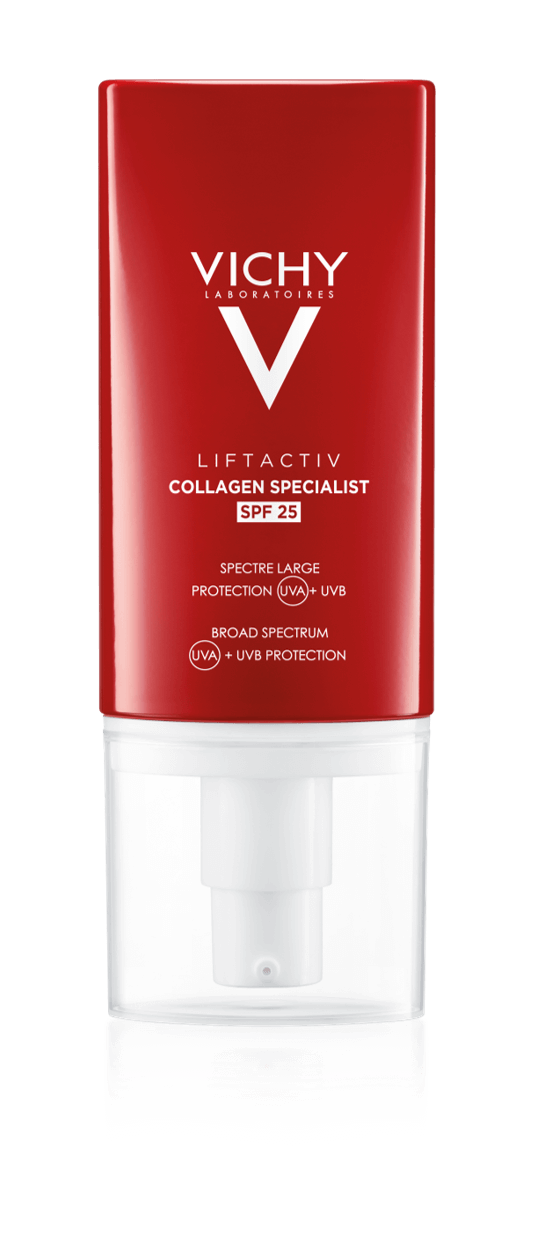 VICHY
LABORATOIRES
V
LIFTACTIV
COLLAGEN SPECIALIST
SPF 25
SPECTRE LARGE
PROTECTION UVA + UVB
BROAD SPECTRUM
UVA + UVB PROTECTION